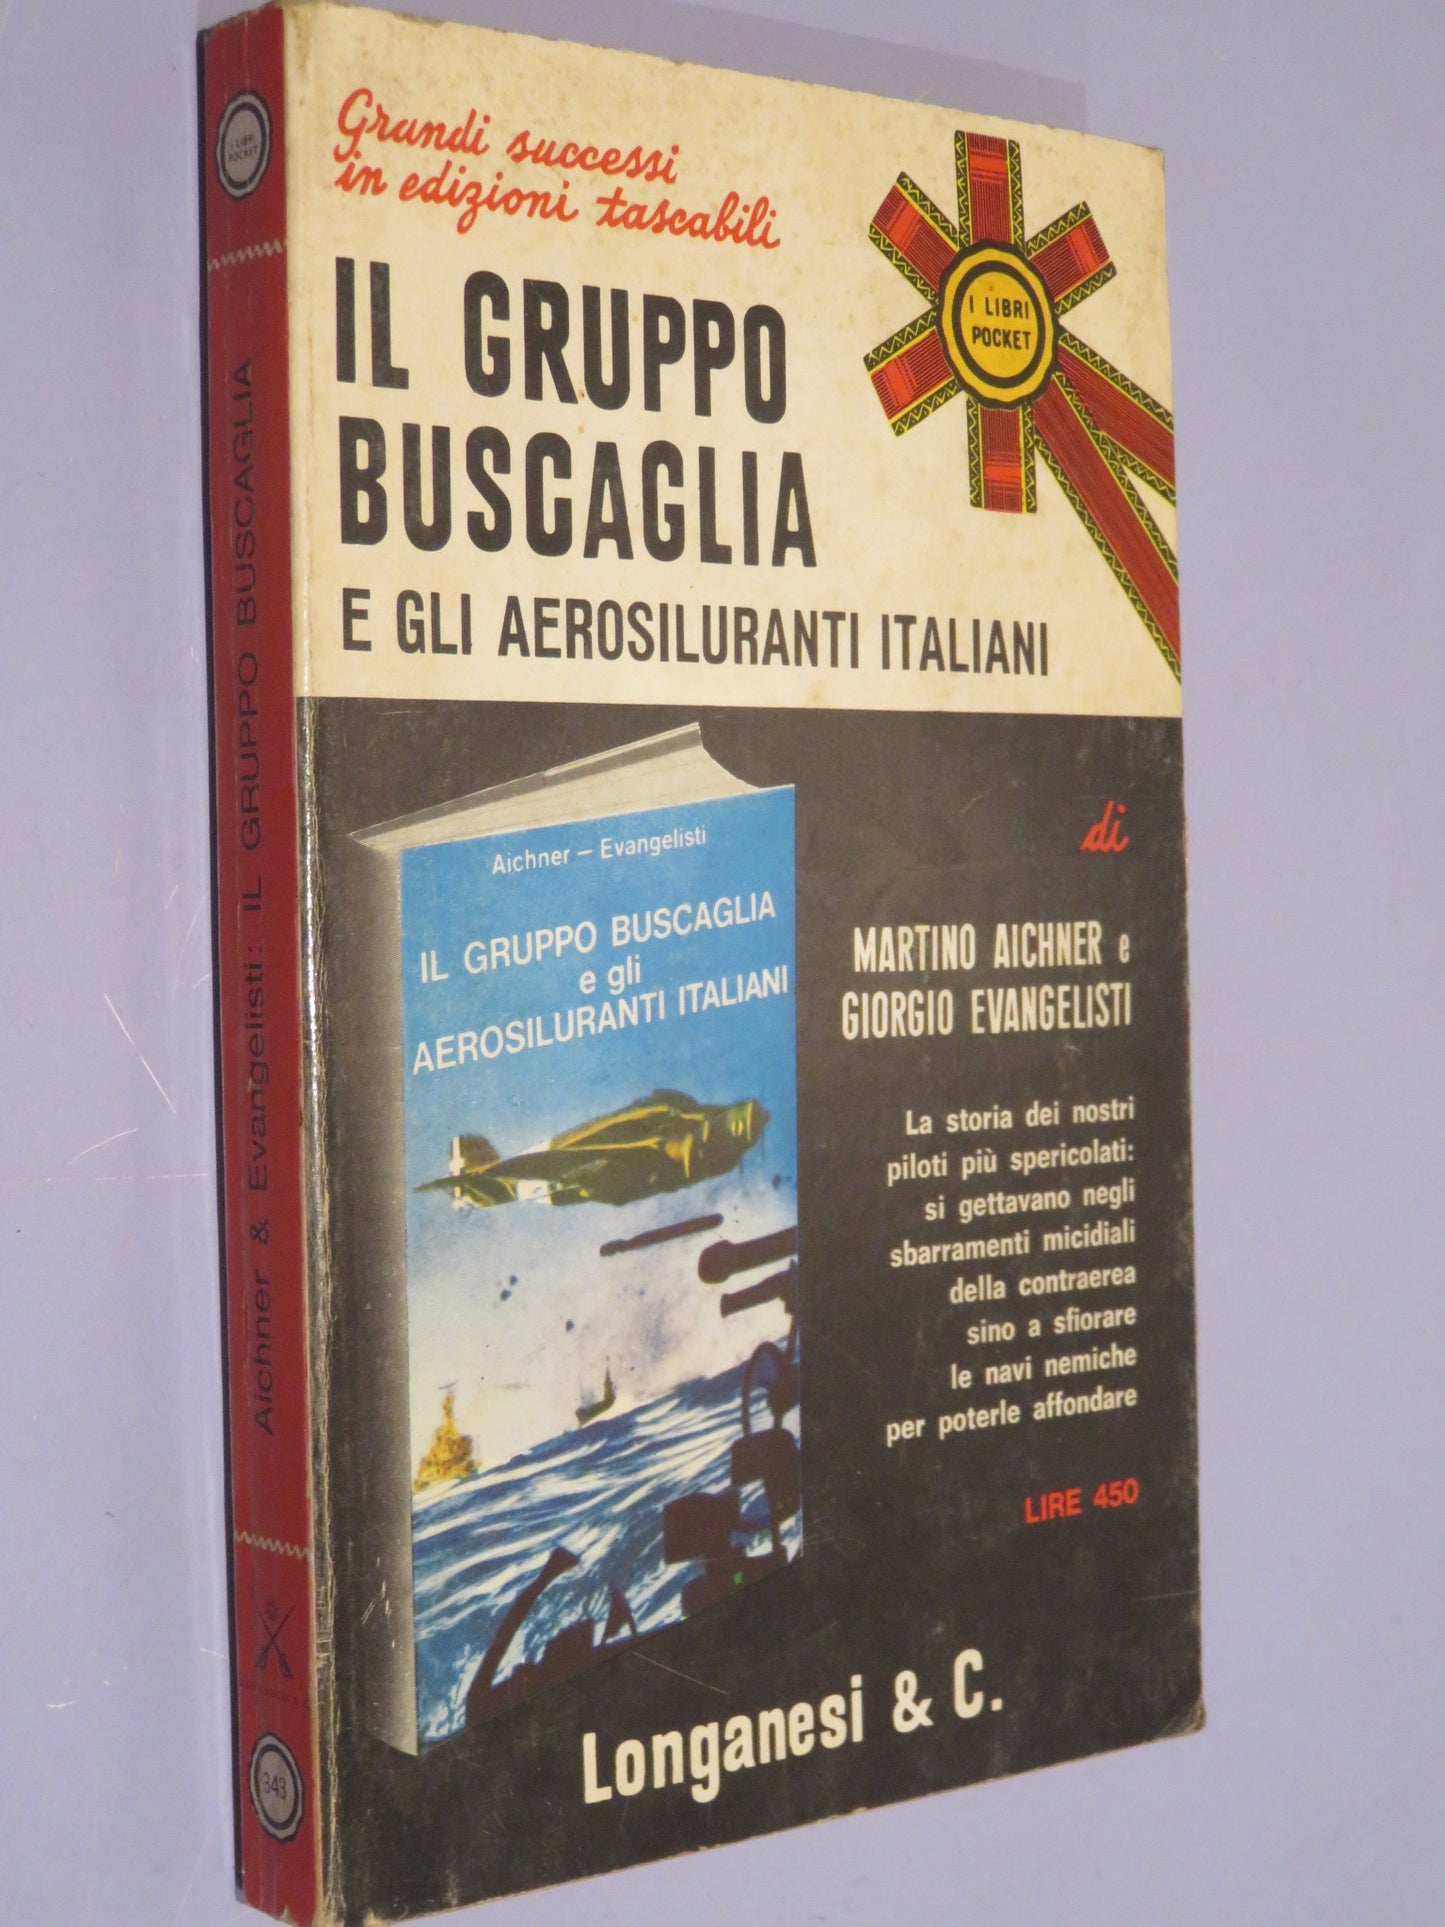 Grandi successi
in edizioni tascabili
I LIBRI
POCKET
IL GRUPPO
BUSCAGLIA
E GLI AEROSILURANTI ITALIANI
Aichner – Evangelisti
IL GRUPPO BUSCAGLIA
e gli
AEROSILURANTI ITALIANI
di
MARTINO AICHNER e
GIORGIO EVANGELISTI
La storia dei nostri
piloti più spericolati:
si gettavano negli
sbarramenti micidiali
della contraerea
sino a sfiorare
le navi nemiche
per poterle affondare
LIRE 450
Longanesi & C.
I LIBRI
POCKET
Aichner & Evangelisti: IL GRUPPO BUSCAGLIA
343